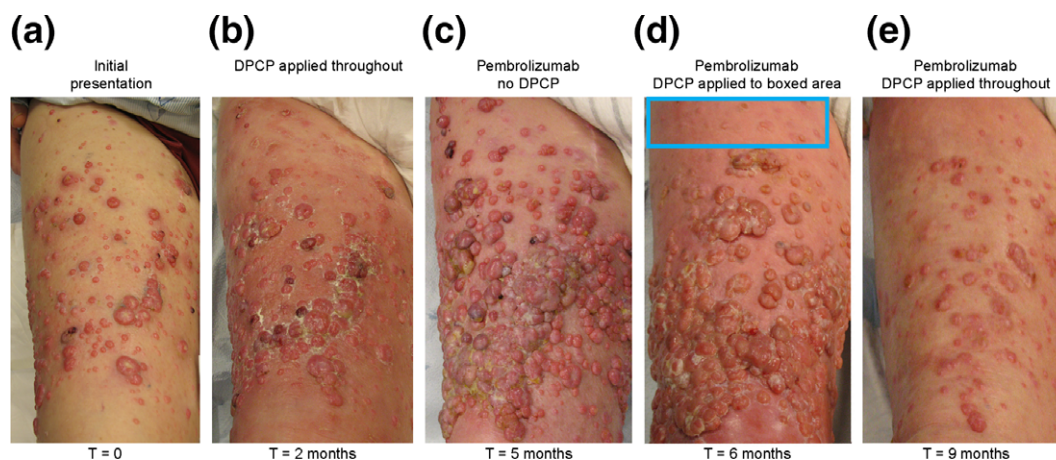 (a)
Initial
presentation
T = 0
(b)
DPCP applied throughout
T = 2 months
(c)
Pembrolizumab
no DPCP
T = 5 months
(d)
Pembrolizumab
DPCP applied to boxed area
T = 6 months
(e)
Pembrolizumab
DPCP applied throughout
T = 9 months